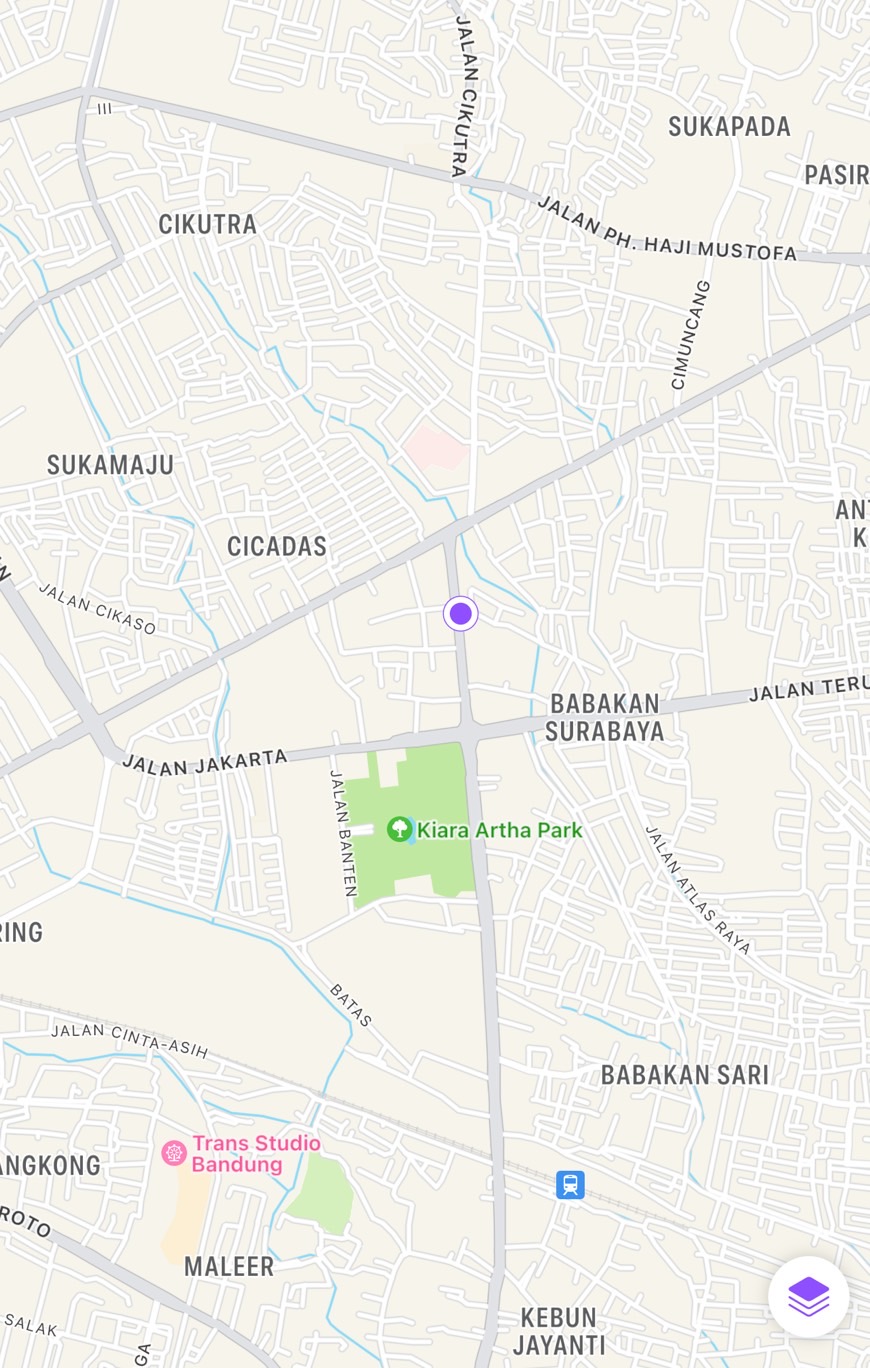 JALAN CIKUTRA
III
SUKAPADA
PASIR
CIKUTRA
JALAN PH. HAJI MUSTOFA
CIMUNCANG
SUKAMAJU
ANT
K
CICADAS
N
JALAN CIKASO
BABAKAN
SURABAYA
JALAN TERU
JALAN JAKARTA
JALAN BANTEN
Kiara Artha Park
JALAN ATLAS RAYA
RING
BATAS
JALAN CINTA-ASIH
BABAKAN SARI
Trans Studio
Bandung
ANGKONG
ROTO
MALEER
SALAK
GA
KEBUN
JAYANTI